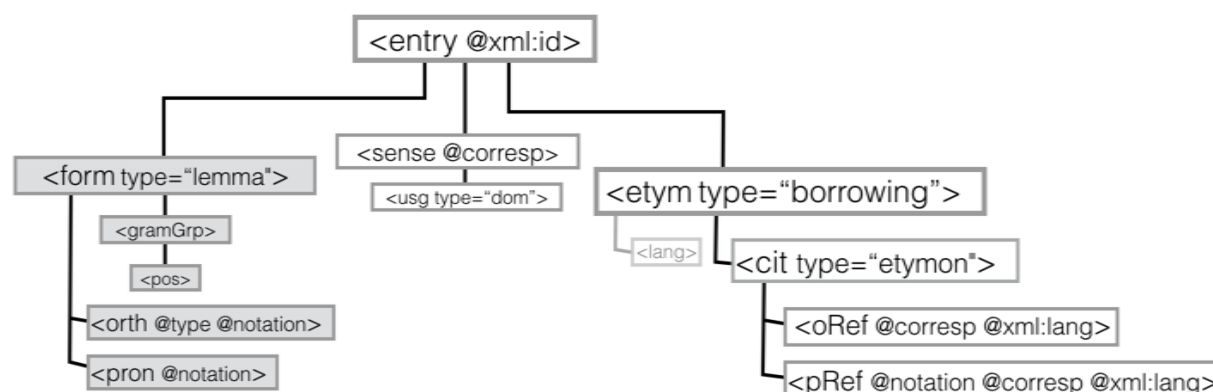 <entry @xml:id>
<form type=“lemma">
<gramGrp>
<pos>
<orth @type @notation>
<pron @notation>
<sense @corresp>
<usg type=“dom”>
<etym type=“borrowing”>
<lang>
<cit type=“etymon">
<oRef @corresp @xml:lang>
<pRef @notation @corresp @xml:lang>